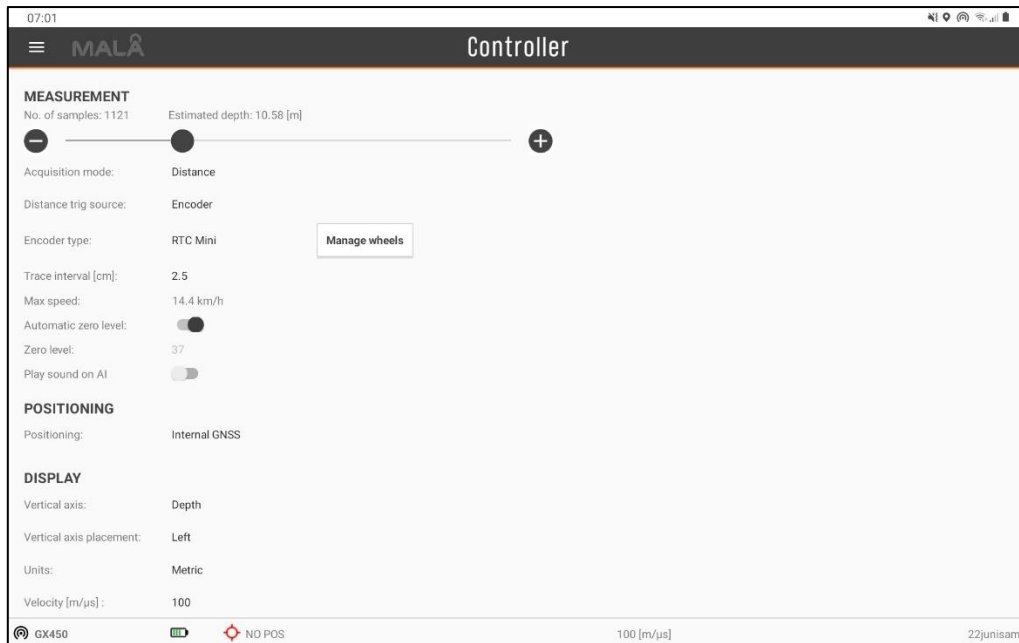 07:01
MALÅ Controller
MEASUREMENT
No. of samples: 1121 Estimated depth: 10.58 [m]
Acquisition mode: Distance
Distance trig source: Encoder
Encoder type: RTC Mini Manage wheels
Trace interval [cm]: 2.5
Max speed: 14.4 km/h
Automatic zero level:
Zero level: 37
Play sound on AI
POSITIONING
Positioning: Internal GNSS
DISPLAY
Vertical axis: Depth
Vertical axis placement: Left
Units: Metric
Velocity [m/µs] : 100
GX450 NO POS 100 [m/µs] 22junisam